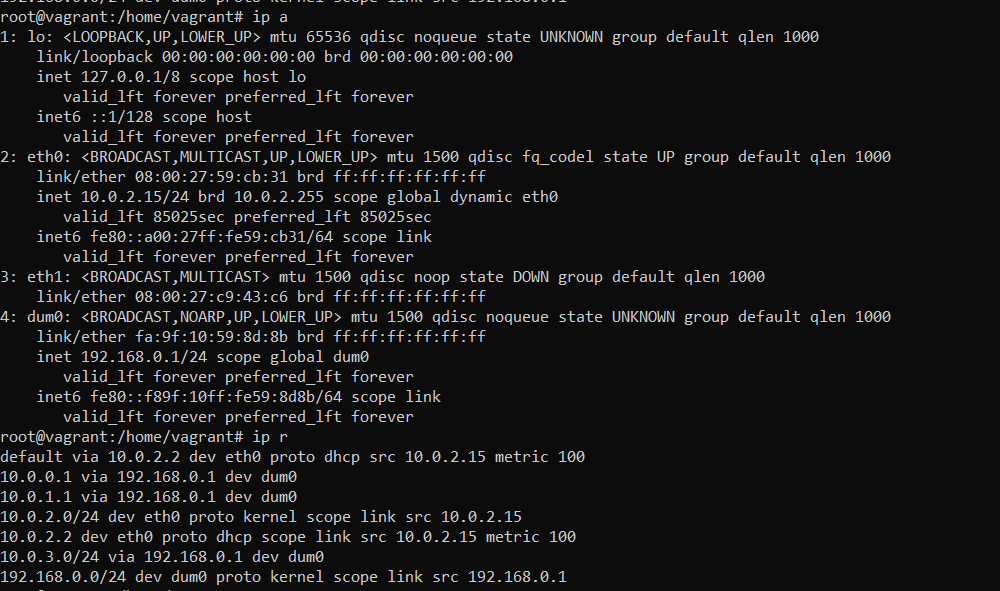 192.168.0.0/24 dev dum0 proto kernel scope link src 192.168.0.1
root@vagrant:/home/vagrant# ip a
1: lo: <LOOPBACK,UP,LOWER_UP> mtu 65536 qdisc noqueue state UNKNOWN group default qlen 1000
    link/loopback 00:00:00:00:00:00 brd 00:00:00:00:00:00
    inet 127.0.0.1/8 scope host lo
       valid_lft forever preferred_lft forever
    inet6 ::1/128 scope host
       valid_lft forever preferred_lft forever
2: eth0: <BROADCAST,MULTICAST,UP,LOWER_UP> mtu 1500 qdisc fq_codel state UP group default qlen 1000
    link/ether 08:00:27:59:cb:31 brd ff:ff:ff:ff:ff:ff
    inet 10.0.2.15/24 brd 10.0.2.255 scope global dynamic eth0
       valid_lft 85025sec preferred_lft 85025sec
    inet6 fe80::a00:27ff:fe59:cb31/64 scope link
       valid_lft forever preferred_lft forever
3: eth1: <BROADCAST,MULTICAST> mtu 1500 qdisc noop state DOWN group default qlen 1000
    link/ether 08:00:27:c9:43:c6 brd ff:ff:ff:ff:ff:ff
4: dum0: <BROADCAST,NOARP,UP,LOWER_UP> mtu 1500 qdisc noqueue state UNKNOWN group default qlen 1000
    link/ether fa:9f:10:59:8d:8b brd ff:ff:ff:ff:ff:ff
    inet 192.168.0.1/24 scope global dum0
       valid_lft forever preferred_lft forever
    inet6 fe80::f89f:10ff:fe59:8d8b/64 scope link
       valid_lft forever preferred_lft forever
root@vagrant:/home/vagrant# ip r
default via 10.0.2.2 dev eth0 proto dhcp src 10.0.2.15 metric 100
10.0.0.1 via 192.168.0.1 dev dum0
10.0.1.1 via 192.168.0.1 dev dum0
10.0.2.0/24 dev eth0 proto kernel scope link src 10.0.2.15
10.0.2.2 dev eth0 proto dhcp scope link src 10.0.2.15 metric 100
10.0.3.0/24 via 192.168.0.1 dev dum0
192.168.0.0/24 dev dum0 proto kernel scope link src 192.168.0.1